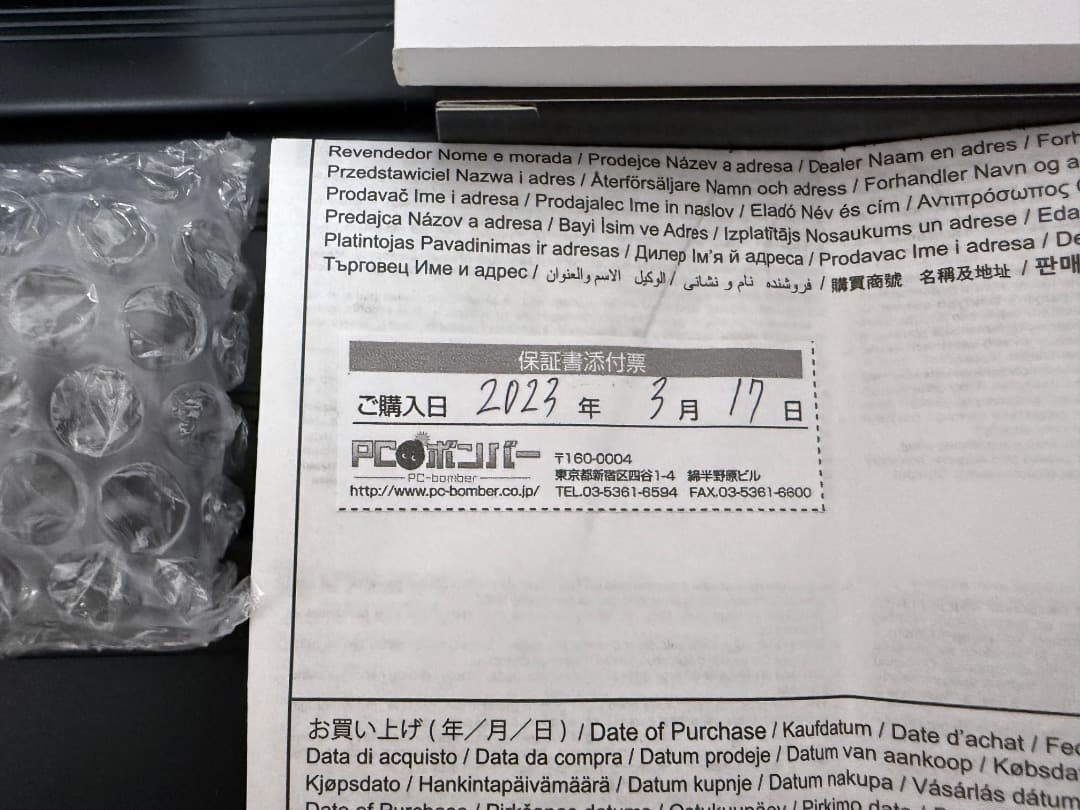 Revendedor Nome e morada / Prodejce Název a adresa / Dealer Naam en adres / Forh
Przedstawiciel Nazwa i adres / Återförsäljare Namn och adress / Forhandler Navn og a
Prodavač Ime i adresa / Prodajalec Ime in naslov / Eladó Név és cím / Αντιπρόσωπος
Predajca Názov a adresa / Bayi İsim ve Adres / Izplatītājs Nosaukums un adrese / Eda
Platintojas Pavadinimas ir adresas / Дилер Ім'я й адреса / Prodavac Ime i adresa / De
Търговец Име и адрес / الوكيل الاسم والعنوان / فروشنده نام و نشانی / 購買商號 名稱及地址 / 販売
保証書添付票
ご購入日 2023 年 3 月 17 日
PCボンバー
PC-bomber
http://www.pc-bomber.co.jp/
〒160-0004
東京都新宿区四谷1-4 綿半野原ビル
TEL.03-5361-6594 FAX.03-5361-6600
お買い上げ (年/月/日) / Date of Purchase / Kaufdatum / Date d'achat / Fec
Data di acquisto / Data da compra / Datum prodeje / Datum van aankoop / Købsda
Kjøpsdato / Hankintapäivämäärä / Datum kupnje / Datum nakupa / Vásárlás dátum